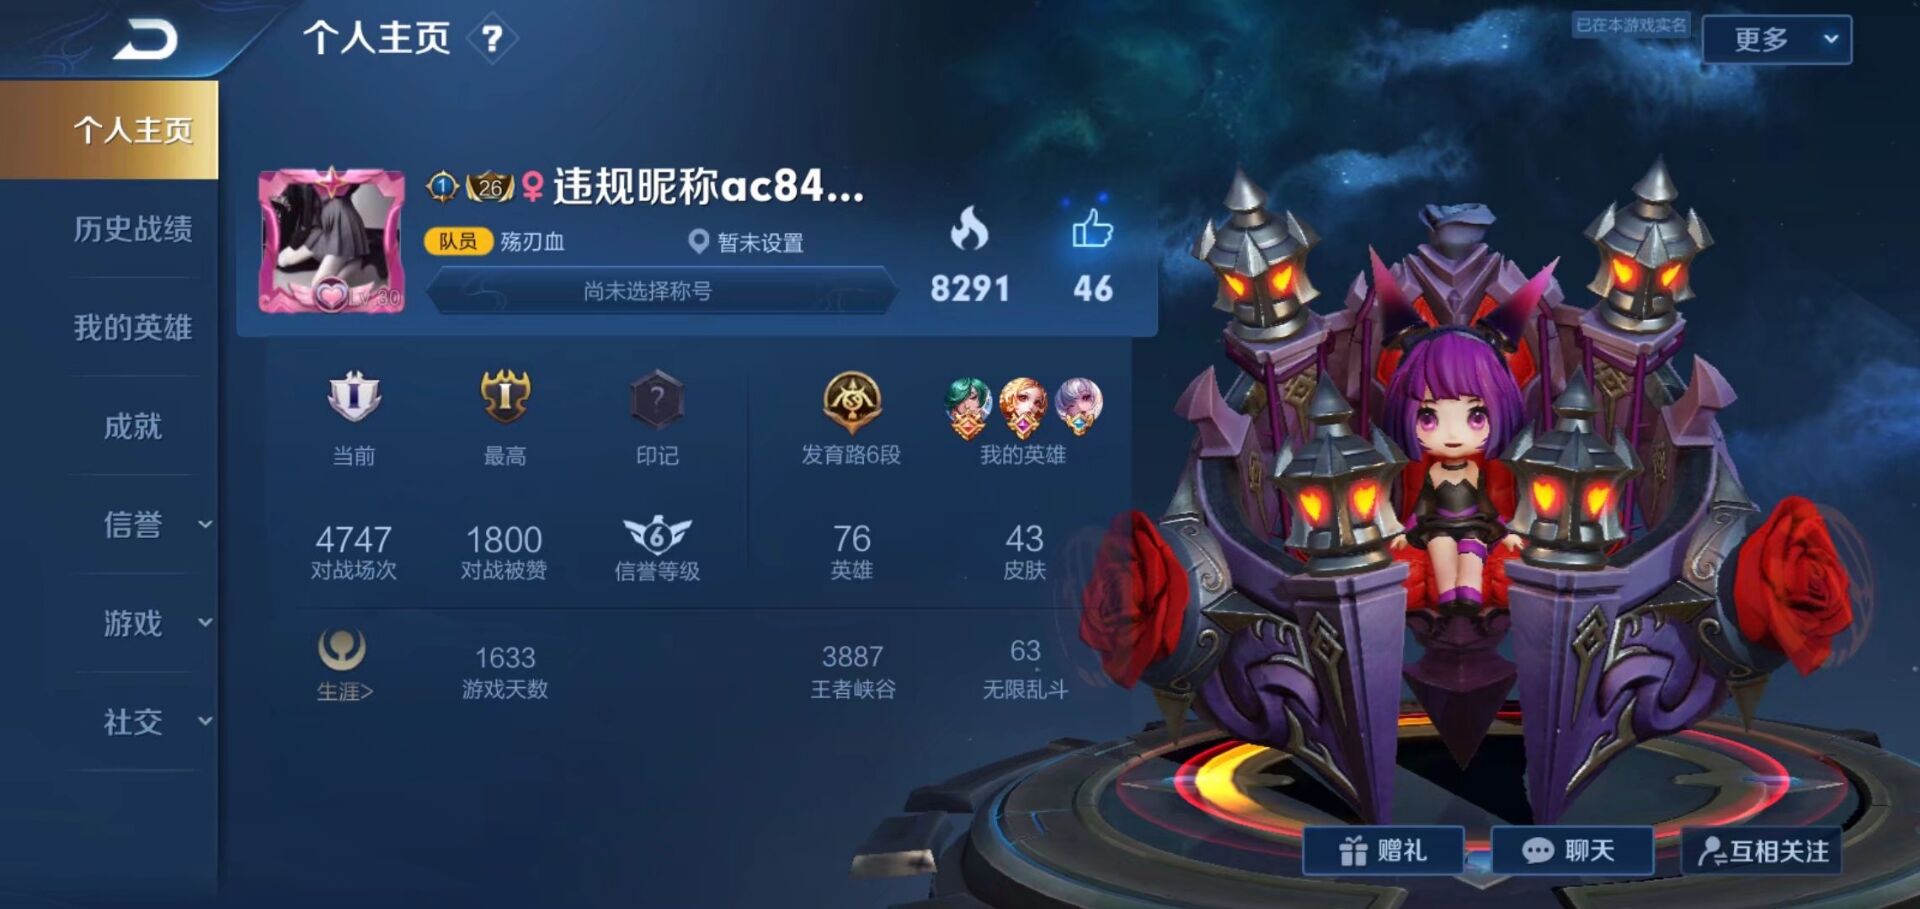 个人主页 ?
已在本游戏实名
更多
个人主页
历史战绩
我的英雄
成就
信誉
游戏
社交
1 26 违规昵称ac84...
队员 殇刃血 暂未设置
尚未选择称号
Lv 30
8291 46
当前 最高 印记 发育路6段 我的英雄
4747 1800 6 76 43
对战场次 对战被赞 信誉等级 英雄 皮肤
1633 3887 63
生涯> 游戏天数 王者峡谷 无限乱斗
赠礼 聊天 互相关注